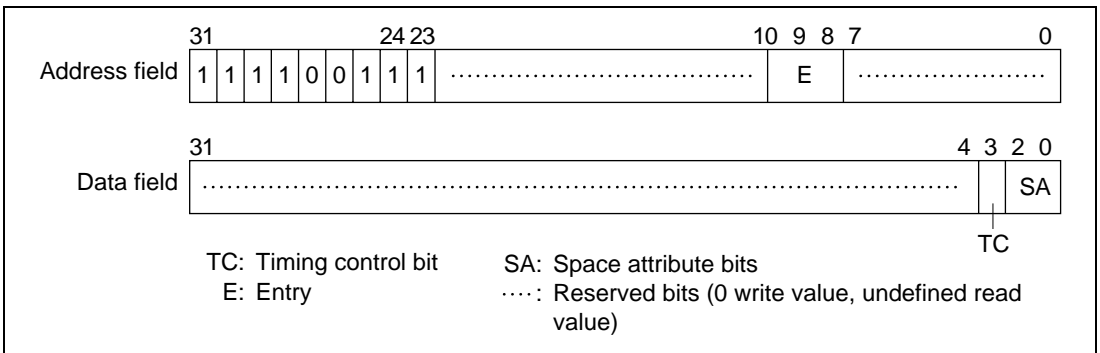 31 24 23 10 9 8 7 0
Address field 1 1 1 1 0 0 1 1 1 ···································· E ·······················
31 4 3 2 0
Data field ·························································································· SA
TC
TC: Timing control bit SA: Space attribute bits
E: Entry ····: Reserved bits (0 write value, undefined read
value)